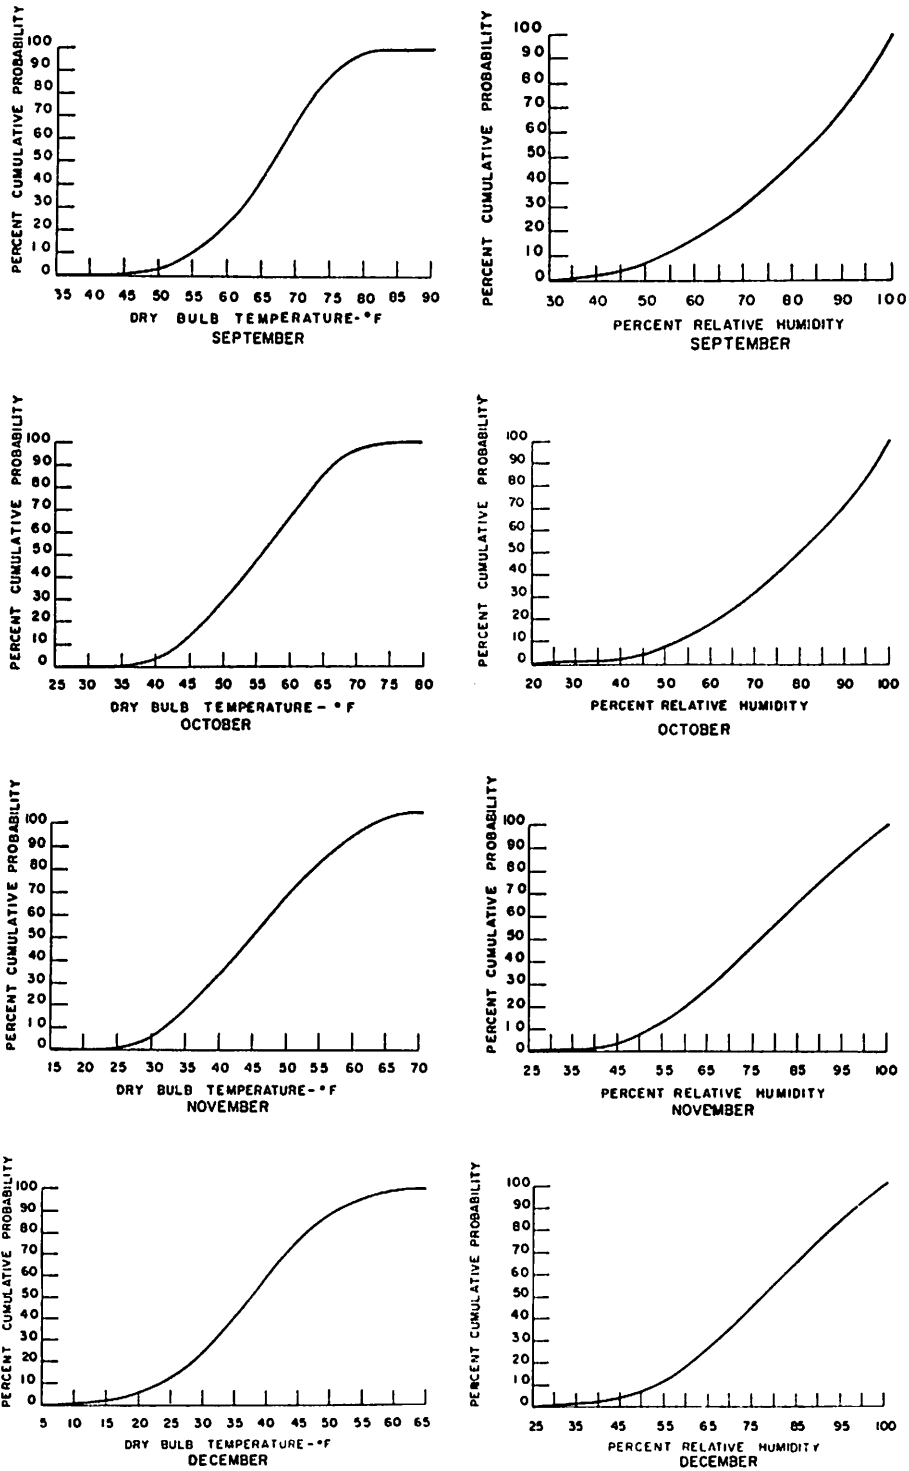 PERCENT CUMULATIVE PROBABILITY
100
90
80
70
60
50
40
30
20
10
0
35 40 45 50 55 60 65 70 75 80 85 90
DRY BULB TEMPERATURE-°F
SEPTEMBER
PERCENT CUMULATIVE PROBABILITY
100
90
80
70
60
50
40
30
20
10
0
30 40 50 60 70 80 90 100
PERCENT RELATIVE HUMIDITY
SEPTEMBER
PERCENT CUMULATIVE PROBABILITY
100
90
80
70
60
50
40
30
20
10
0
25 30 35 40 45 50 55 60 65 70 75 80
DRY BULB TEMPERATURE - °F
OCTOBER
PERCENT CUMULATIVE PROBABILITY
100
90
80
70
60
50
40
30
20
10
0
20 30 40 50 60 70 80 90 100
PERCENT RELATIVE HUMIDITY
OCTOBER
PERCENT CUMULATIVE PROBABILITY
100
90
80
70
60
50
40
30
20
10
0
15 20 25 30 35 40 45 50 55 60 65 70
DRY BULB TEMPERATURE-°F
NOVEMBER
PERCENT CUMULATIVE PROBABILITY
100
90
80
70
60
50
40
30
20
10
0
25 35 45 55 65 75 85 95 100
PERCENT RELATIVE HUMIDITY
NOVEMBER
PERCENT CUMULATIVE PROBABILITY
100
90
80
70
60
50
40
30
20
10
0
5 10 15 20 25 30 35 40 45 50 55 60 65
DRY BULB TEMPERATURE-°F
DECEMBER
PERCENT CUMULATIVE PROBABILITY
100
90
80
70
60
50
40
30
20
10
0
25 35 45 55 65 75 85 95 100
PERCENT RELATIVE HUMIDITY
DECEMBER